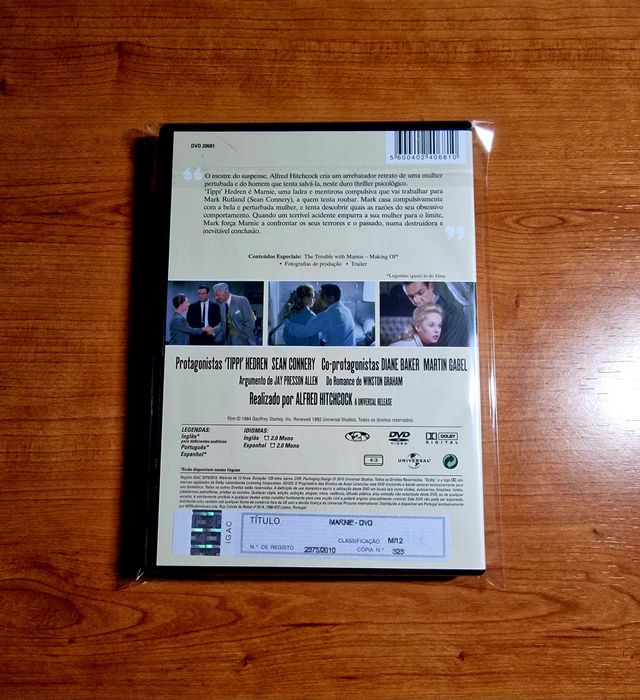 DVD 20681
5 600402 406810
“ O mestre do suspense, Alfred Hitchcock cria um arrebatador retrato de uma mulher
perturbada e do homem que tenta salvá-la, neste duro thriller psicológico.
'Tippi' Hedren é Marnie, uma ladra e mentirosa compulsiva que vai trabalhar para
Mark Rutland (Sean Connery), a quem tenta roubar. Mark casa compulsivamente
com a bela e perturbada mulher, e tenta descobrir quais as razões do seu obsessivo
comportamento. Quando um terrível acidente empurra a sua mulher para o limite,
Mark força Marnie a confrontar os seus terrores e o passado, numa destruidora e
inevitável conclusão. ”
Conteúdos Especiais: The Trouble with Marnie – Making Of*
• Fotografias de produção • Trailer
*Legendas iguais às do filme
Protagonistas 'TIPPI' HEDREN SEAN CONNERY Co-protagonistas DIANE BAKER MARTIN GABEL
Argumento de JAY PRESSON ALLEN Do Romance de WINSTON GRAHAM
Realizado por ALFRED HITCHCOCK A UNIVERSAL RELEASE
Film © 1964 Geoffrey Stanley, Inc. Renewed 1992 Universal Studios. Todos os direitos reservados.
LEGENDAS:
Inglês*
para deficientes auditivos
Português*
Espanhol*
IDIOMAS:
Inglês 2.0 Mono
Espanhol 2.0 Mono
2
DVD
VIDEO
DOLBY
DIGITAL
4:3
UNIVERSAL
*Extras disponíveis nestas línguas
IGAC
TÍTULO MARNIE - DVD
CLASSIFICAÇÃO M/12
N.º DE REGISTO 2375/2010 CÓPIA N.º 323